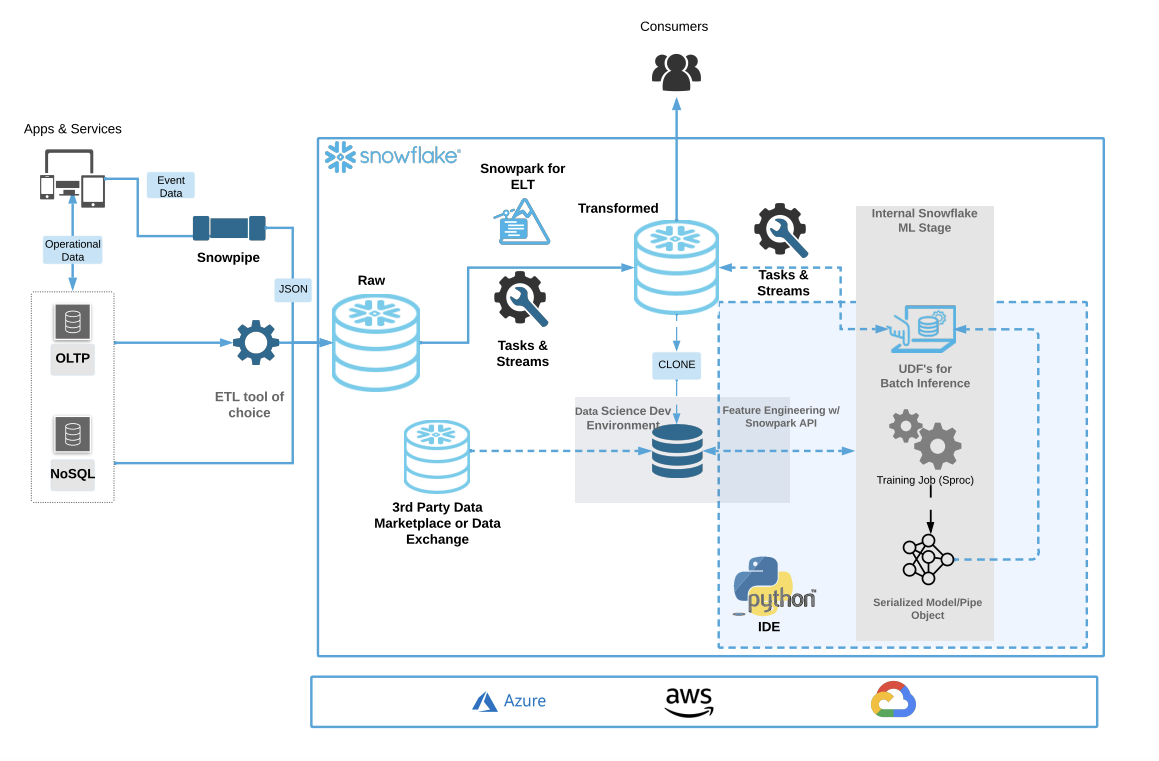 Consumers
Apps & Services
Event
Data
Operational
Data
Snowpipe
JSON
OLTP
NoSQL
ETL tool of
choice
snowflake®
Snowpark for
ELT
Raw
Tasks &
Streams
Transformed
Tasks &
Streams
CLONE
Data Science Dev
Environment
Feature Engineering w/
Snowpark API
3rd Party Data
Marketplace or Data
Exchange
Internal Snowflake
ML Stage
UDF's for
Batch Inference
Training Job (Sproc)
Serialized Model/Pipe
Object
python™
IDE
Azure
aws